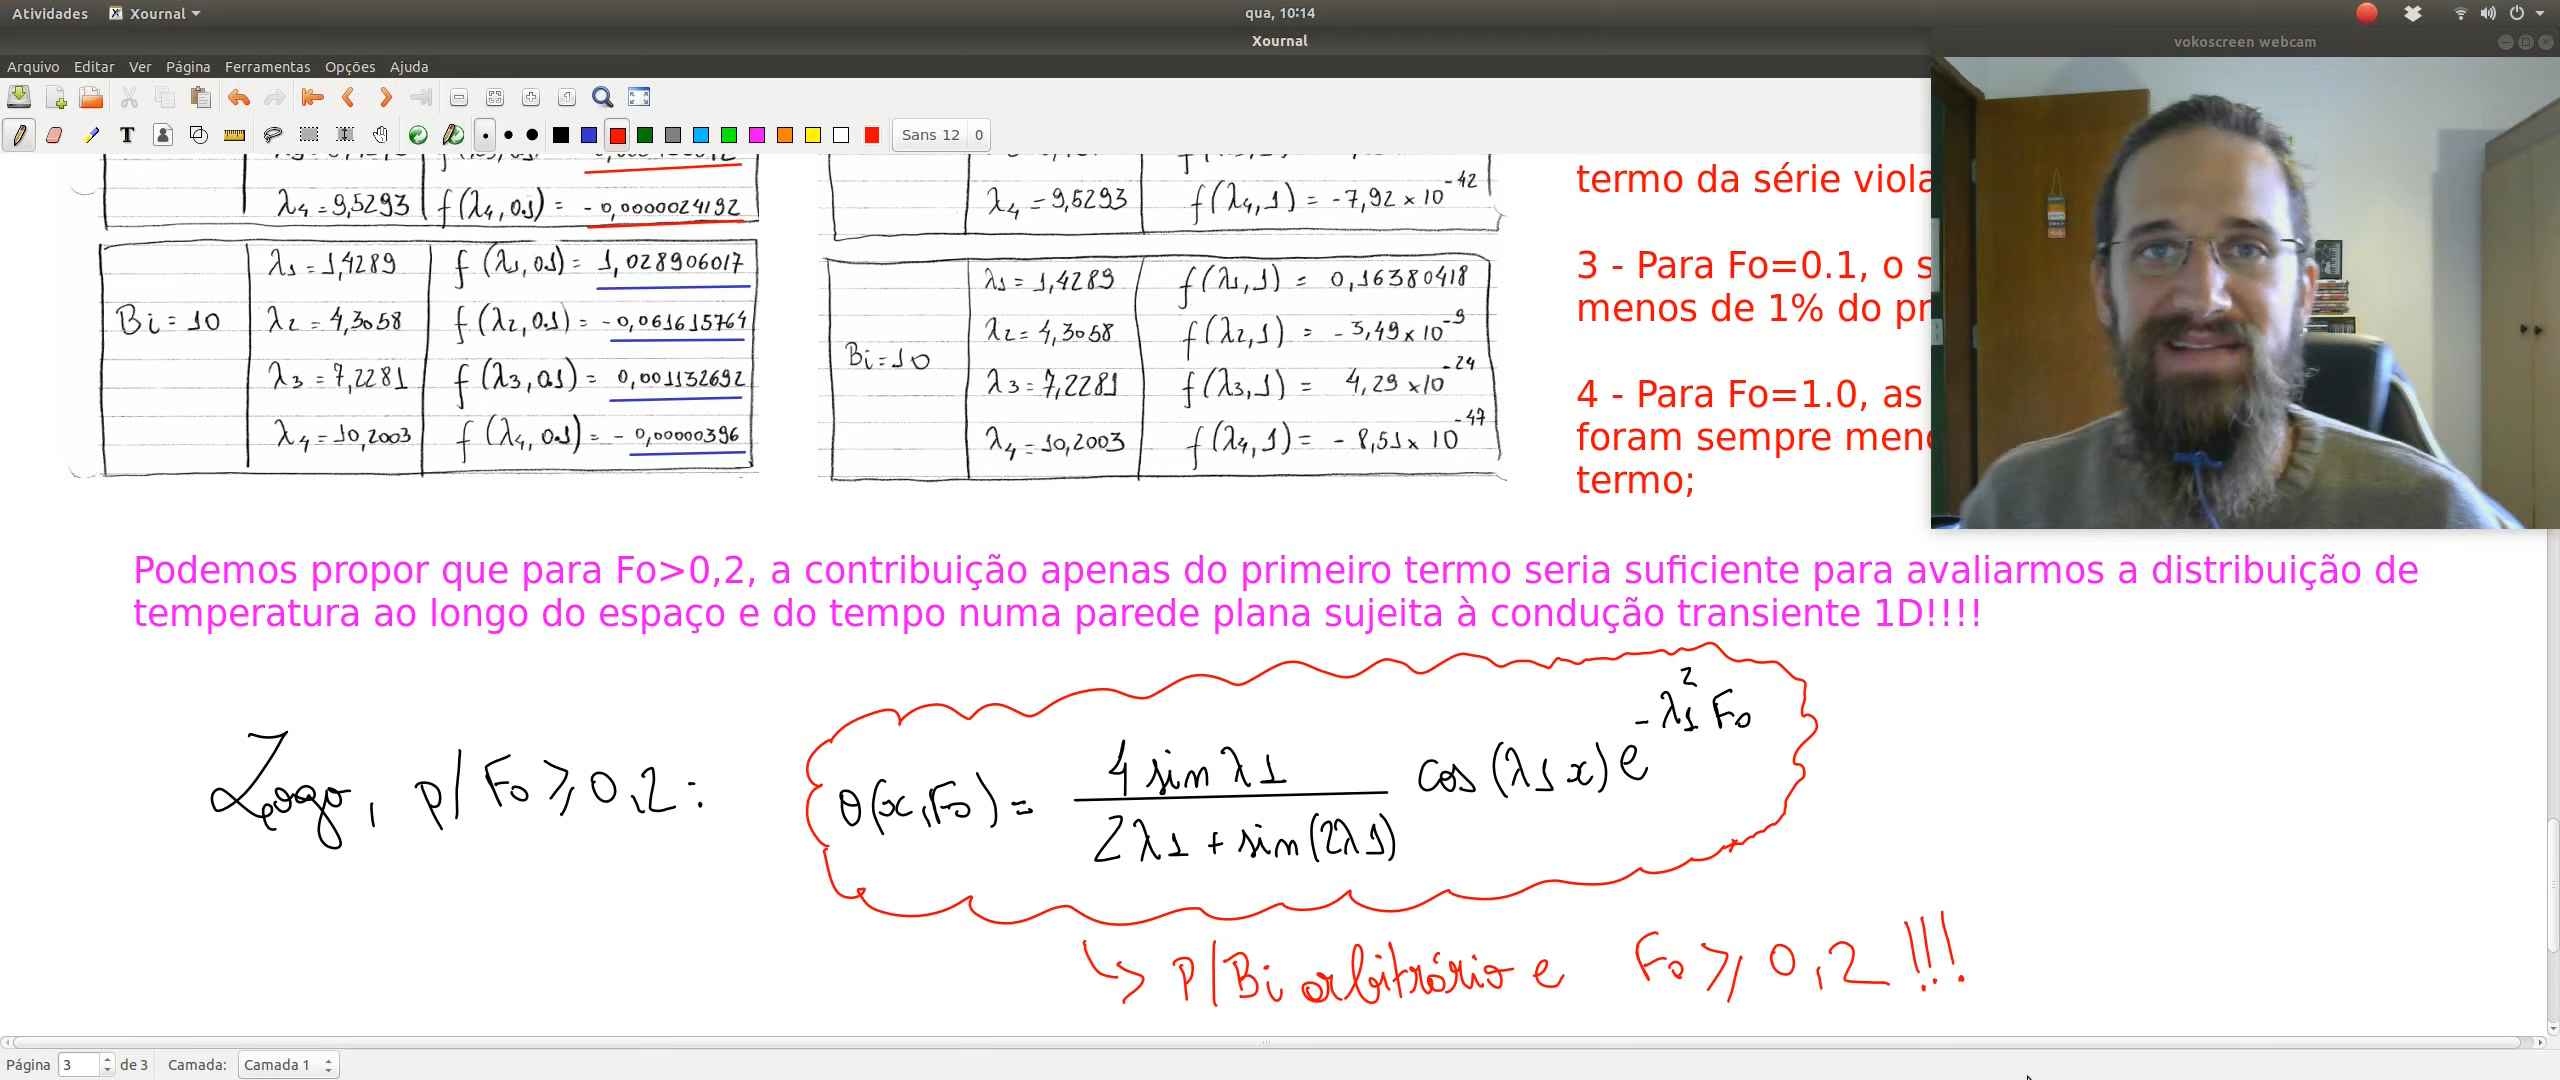 Atividades Xournal qua, 10:14
Xournal
vokoscreen webcam
Arquivo Editar Ver Página Ferramentas Opções Ajuda
Sans 12 0
λ4 = 9,5293 f(λ4, 0.1) = -0,0000024192
λ4 = 9,5293 f(λ4, 1) = -7,92 x 10^-42
Bi = 10
λ1 = 1,4289 f(λ1, 0.1) = 1,028906017
λ2 = 4,3058 f(λ2, 0.1) = -0,061615764
λ3 = 7,2281 f(λ3, 0.1) = 0,001132692
λ4 = 10,2003 f(λ4, 0.1) = -0,00000396
Bi = 10
λ1 = 1,4289 f(λ1, 1) = 0,16380418
λ2 = 4,3058 f(λ2, 1) = -3,49 x 10^-9
λ3 = 7,2281 f(λ3, 1) = 4,29 x 10^-24
λ4 = 10,2003 f(λ4, 1) = -8,51 x 10^-47
termo da série
3 - Para Fo=0.1, o
menos de 1% do
4 - Para Fo=1.0, as
foram sempre
termo;
Podemos propor que para Fo>0,2, a contribuição apenas do primeiro termo seria suficiente para avaliarmos a distribuição de
temperatura ao longo do espaço e do tempo numa parede plana sujeita à condução transiente 1D!!!!
Logo, p/ Fo ≥ 0,2:
θ(x,Fo) = 4 sin λ1 / (2λ1 + sin(2λ1)) cos(λ1 x) e^(-λ1² Fo)
↳ P/ Bi arbitrário e Fo ≥ 0,2!!!
Página 3 de 3 Camada: Camada 1